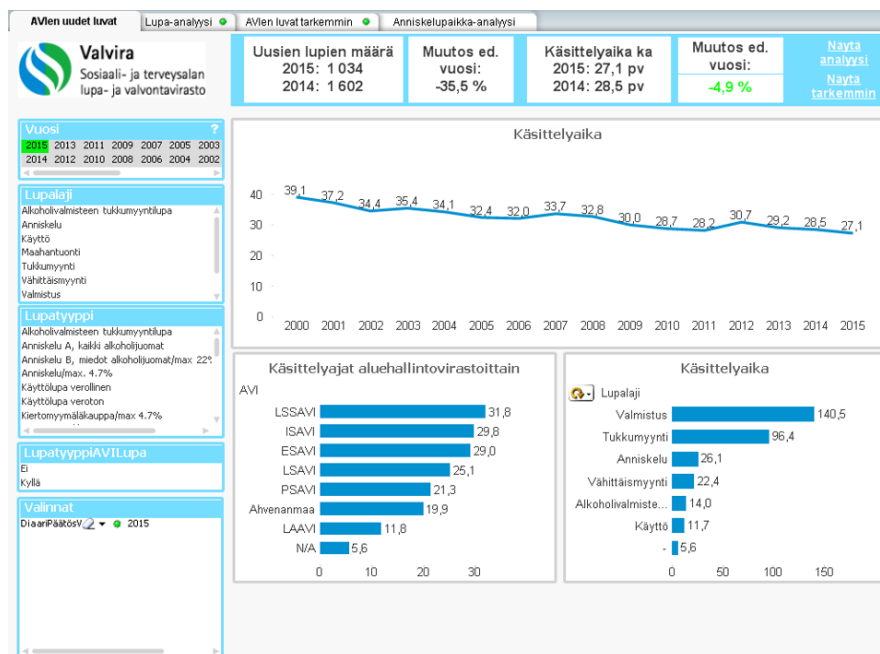 AVIen uudet luvat
Lupa-analyysi
AVIen luvat tarkemmin
Anniskelupaikka-analyysi
Valvira
Sosiaali- ja terveysalan
lupa- ja valvontavirasto
Uusien lupien määrä
2015: 1 034
2014: 1 602
Muutos ed.
vuosi:
-35,5 %
Käsittelyaika ka
2015: 27,1 pv
2014: 28,5 pv
Muutos ed.
vuosi:
-4,9 %
Näytä
analyysi
Näytä
tarkemmin
Vuosi ?
2015 2013 2011 2009 2007 2005 2003
2014 2012 2010 2008 2006 2004 2002
Lupalaji
Alkoholivalmisteen tukkumyyntilupa
Anniskelu
Käyttö
Maahantuonti
Tukkumyynti
Vähittäismyynti
Valmistus
Lupatyyppi
Alkoholivalmisteen tukkumyyntilupa
Anniskelu A, kaikki alkoholijuomat
Anniskelu B, miedot alkoholijuomat/max 22%
Anniskelu/max. 4.7%
Käyttölupa verollinen
Käyttölupa veroton
Kiertomyymäläkauppa/max 4.7%
LupatyyppiAVILupa
Ei
Kyllä
Valinnat
DiaariPäätösV 2015
Käsittelyaika
39,1 37,2 34,4 35,4 34,1 32,4 32,0 33,7 32,8 30,0 28,7 28,2 30,7 29,2 28,5 27,1
40
30
20
10
0
2000 2001 2002 2003 2004 2005 2006 2007 2008 2009 2010 2011 2012 2013 2014 2015
Käsittelyajat aluehallintovirastoittain
AVI
LSSAVI 31,8
ISAVI 29,8
ESAVI 29,0
LSAVI 25,1
PSAVI 21,3
Ahvenanmaa 19,9
LAAVI 11,8
N/A 5,6
0 10 20 30
Käsittelyaika
Lupalaji
Valmistus 140,5
Tukkumyynti 96,4
Anniskelu 26,1
Vähittäismyynti 22,4
Alkoholivalmiste... 14,0
Käyttö 11,7
- 5,6
0 50 100 150